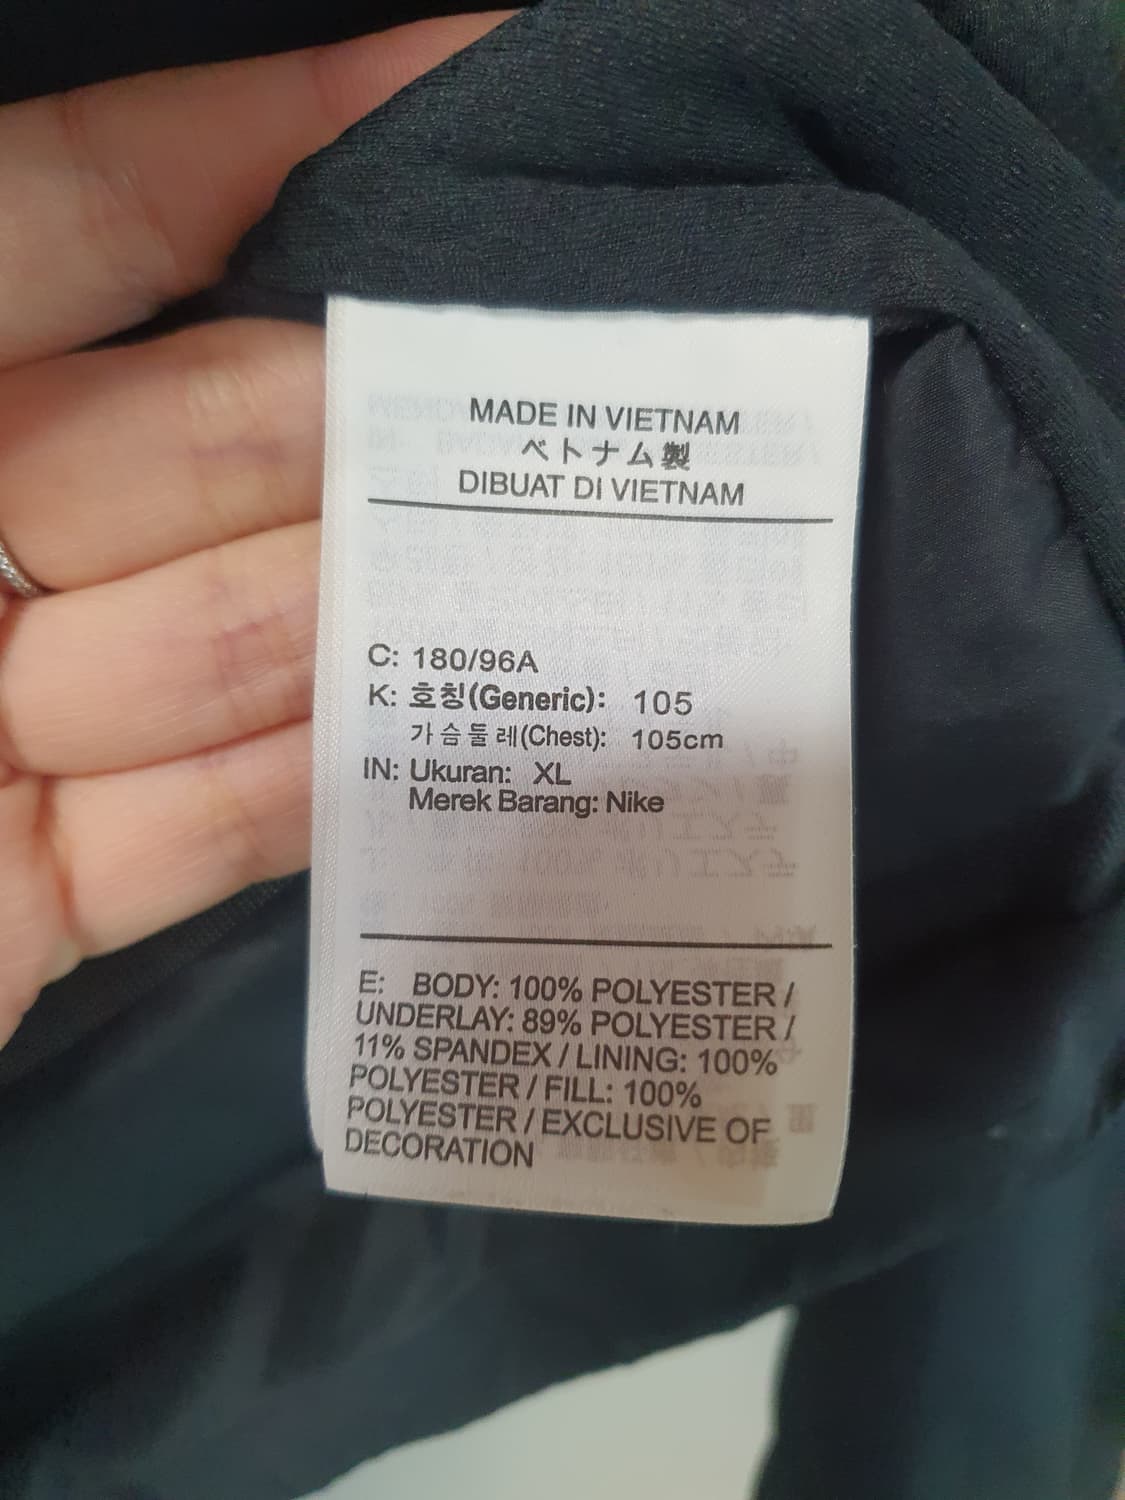 MADE IN VIETNAM
ベトナム製
DIBUAT DI VIETNAM
C: 180/96A
K: 호칭(Generic): 105
가슴둘레(Chest): 105cm
IN: Ukuran: XL
Merek Barang: Nike
E: BODY: 100% POLYESTER /
UNDERLAY: 89% POLYESTER /
11% SPANDEX / LINING: 100%
POLYESTER / FILL: 100%
POLYESTER / EXCLUSIVE OF
DECORATION